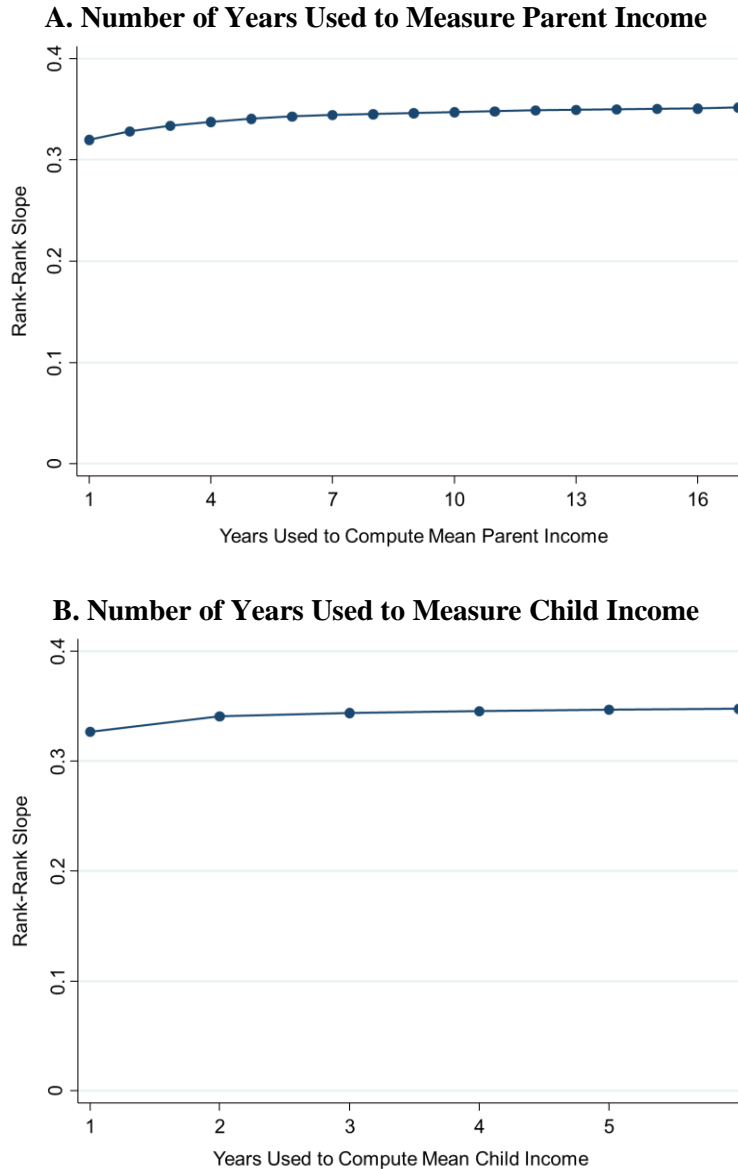 A. Number of Years Used to Measure Parent Income
0.4
0.3
0.2
0.1
0
Rank-Rank Slope
1 4 7 10 13 16
Years Used to Compute Mean Parent Income
B. Number of Years Used to Measure Child Income
0.4
0.3
0.2
0.1
0
Rank-Rank Slope
1 2 3 4 5
Years Used to Compute Mean Child Income